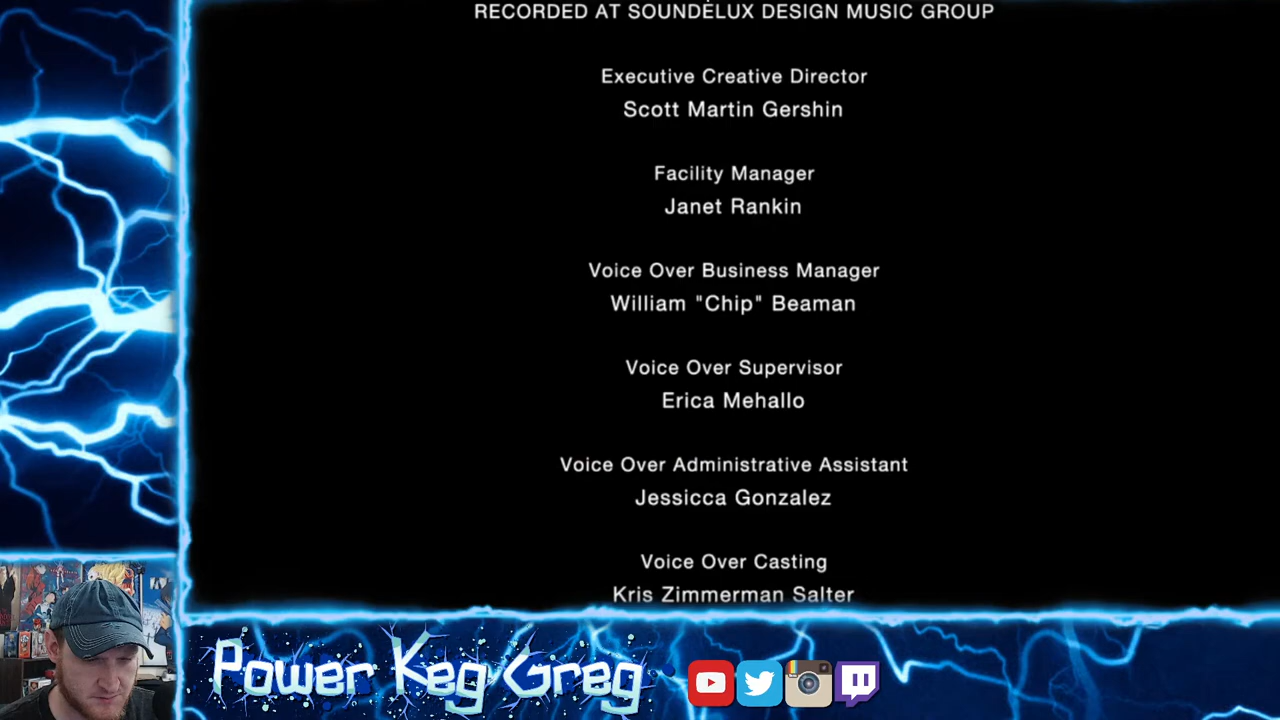 RECORDED AT SOUNDELUX DESIGN MUSIC GROUP
Executive Creative Director
Scott Martin Gershin
Facility Manager
Janet Rankin
Voice Over Business Manager
William "Chip" Beaman
Voice Over Supervisor
Erica Mehallo
Voice Over Administrative Assistant
Jessicca Gonzalez
Voice Over Casting
Kris Zimmerman Salter
Power Keg Greg